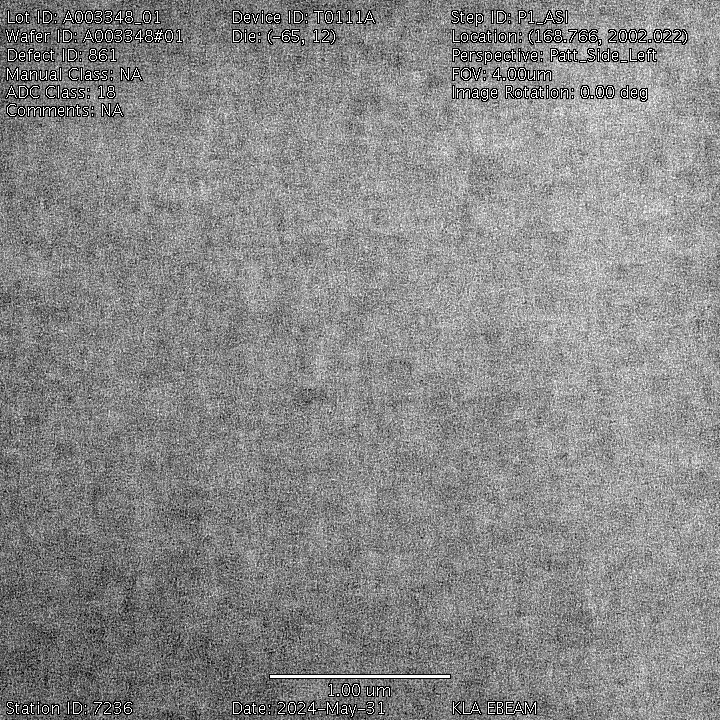 Lot ID: A003348_01 Device ID: T0111A Step ID: P1_ASI
Wafer ID: A003348#01 Die: (-65, 12) Location: (168.766, 2002.022)
Defect ID: 861 Perspective: Patt_Side_Left
Manual Class: NA FOV: 4.00um
ADC Class: 18 Image Rotation: 0.00 deg
Comments: NA
1.00 um
Station ID: 7236 Date: 2024-May-31 KLA EBEAM